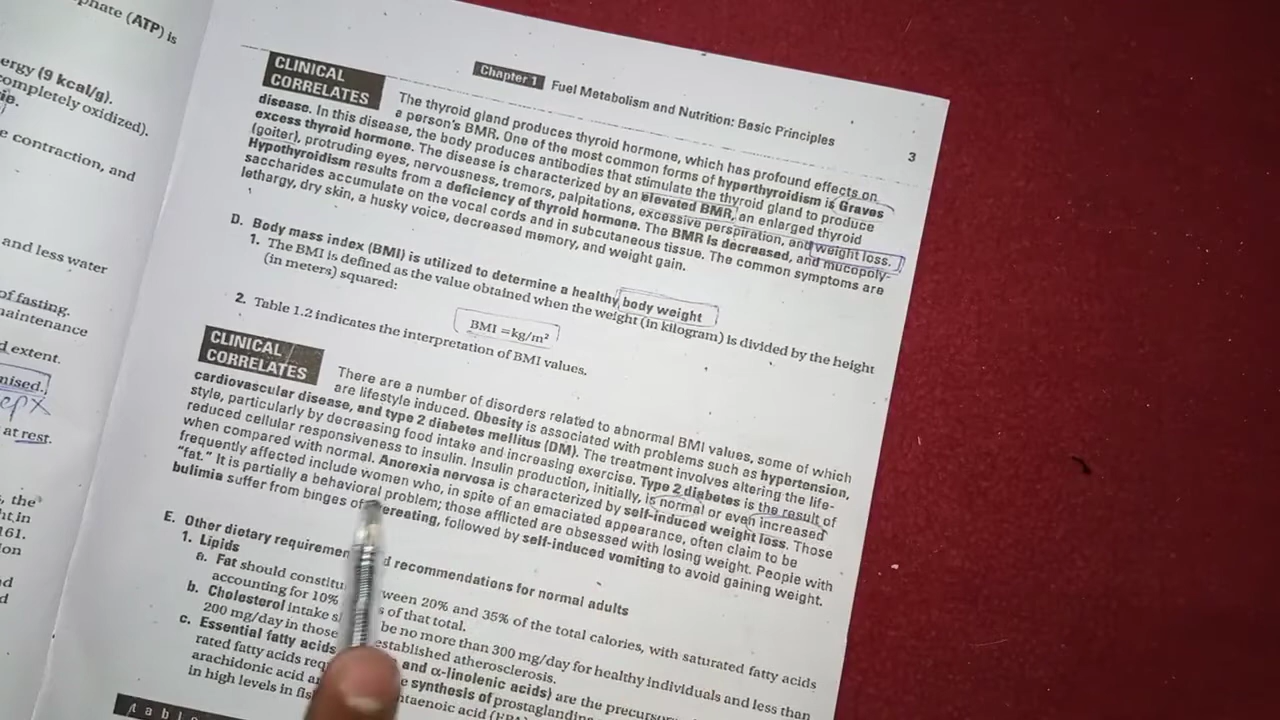 phate (ATP) is
ergy (9 kcal/g).
completely oxidized).
e contraction, and
and less water
of fasting.
maintenance
d extent.
mised.
at rest.
, the
ht,in
161.
Chapter 1 Fuel Metabolism and Nutrition: Basic Principles
3
CLINICAL
CORRELATES
The thyroid gland produces thyroid hormone, which has profound effects on
a person's BMR. One of the most common forms of hyperthyroidism is Graves
disease. In this disease, the body produces antibodies that stimulate the thyroid gland to produce
excess thyroid hormone. The disease is characterized by an elevated BMR, an enlarged thyroid
(goiter), protruding eyes, nervousness, tremors, palpitations, excessive perspiration, and weight loss.
Hypothyroidism results from a deficiency of thyroid hormone. The BMR is decreased, and mucopoly-
saccharides accumulate on the vocal cords and in subcutaneous tissue. The common symptoms are
lethargy, dry skin, a husky voice, decreased memory, and weight gain.
D. Body mass index (BMI) is utilized to determine a healthy body weight
1. The BMI is defined as the value obtained when the weight (in kilogram) is divided by the height
(in meters) squared:
BMI = kg/m²
2. Table 1.2 indicates the interpretation of BMI values.
CLINICAL
CORRELATES
There are a number of disorders related to abnormal BMI values, some of which
are lifestyle induced. Obesity is associated with problems such as hypertension,
cardiovascular disease, and type 2 diabetes mellitus (DM). The treatment involves altering the life-
style, particularly by decreasing food intake and increasing exercise. Type 2 diabetes is the result of
reduced cellular responsiveness to insulin. Insulin production, initially, is normal or even increased
when compared with normal. Anorexia nervosa is characterized by self-induced weight loss. Those
frequently affected include women who, in spite of an emaciated appearance, often claim to be
"fat." It is partially a behavioral problem; those afflicted are obsessed with losing weight. People with
bulimia suffer from binges of overeating, followed by self-induced vomiting to avoid gaining weight.
E. Other dietary requiremen d recommendations for normal adults
1. Lipids
a. Fat should constitu ween 20% and 35% of the total calories, with saturated fatty acids
accounting for 10% s of that total.
b. Cholesterol intake s be no more than 300 mg/day for healthy individuals and less than
200 mg/day in those established atherosclerosis.
c. Essential fatty acids and α-linolenic acids) are the precursor
rated fatty acids req synthesis of prostaglandin
arachidonic acid ntaenoic acid (EPA)
in high levels in fis
table